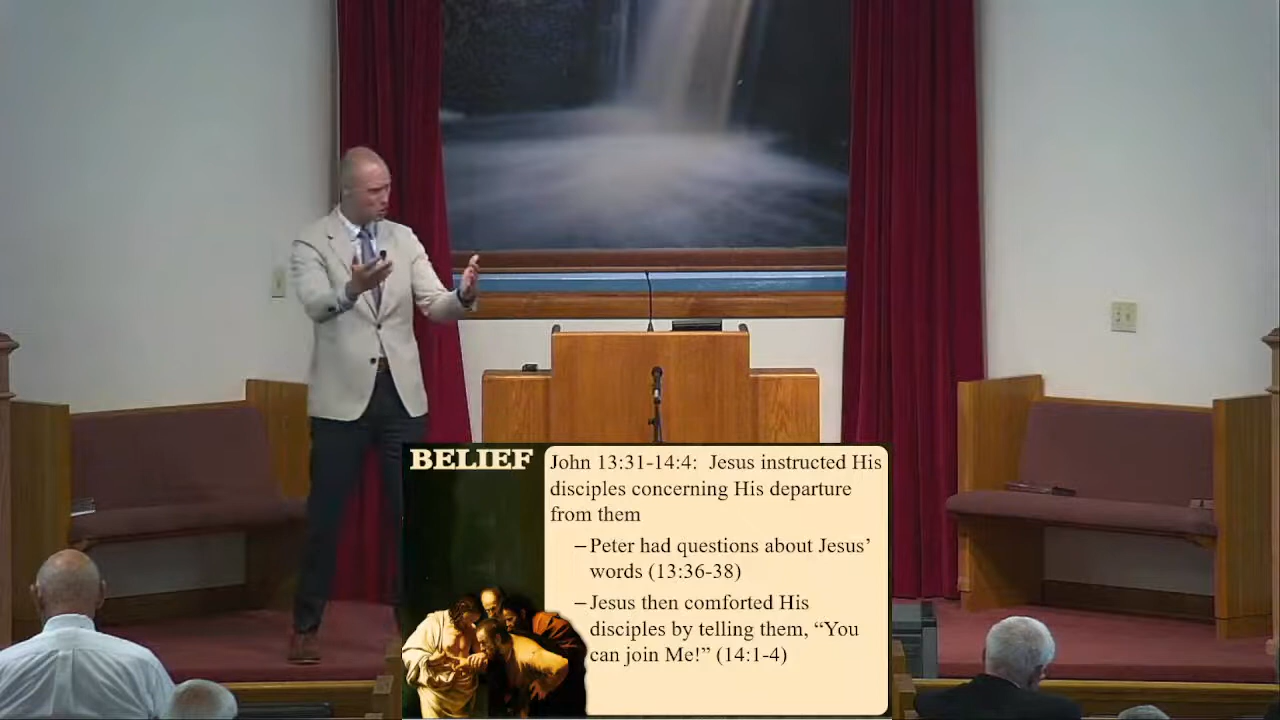 BELIEF
John 13:31-14:4:  Jesus instructed His
disciples concerning His departure
from them
–Peter had questions about Jesus’
words (13:36-38)
–Jesus then comforted His
disciples by telling them, “You
can join Me!” (14:1-4)